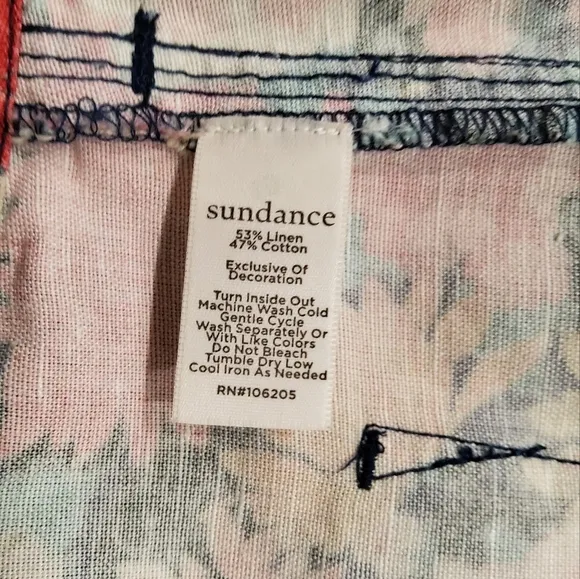 sundance
53% Linen
47% Cotton
Exclusive Of
Decoration
Turn Inside Out
Machine Wash Cold
Gentle Cycle
Wash Separately Or
With Like Colors
Do Not Bleach
Tumble Dry Low
Cool Iron As Needed
RN#106205